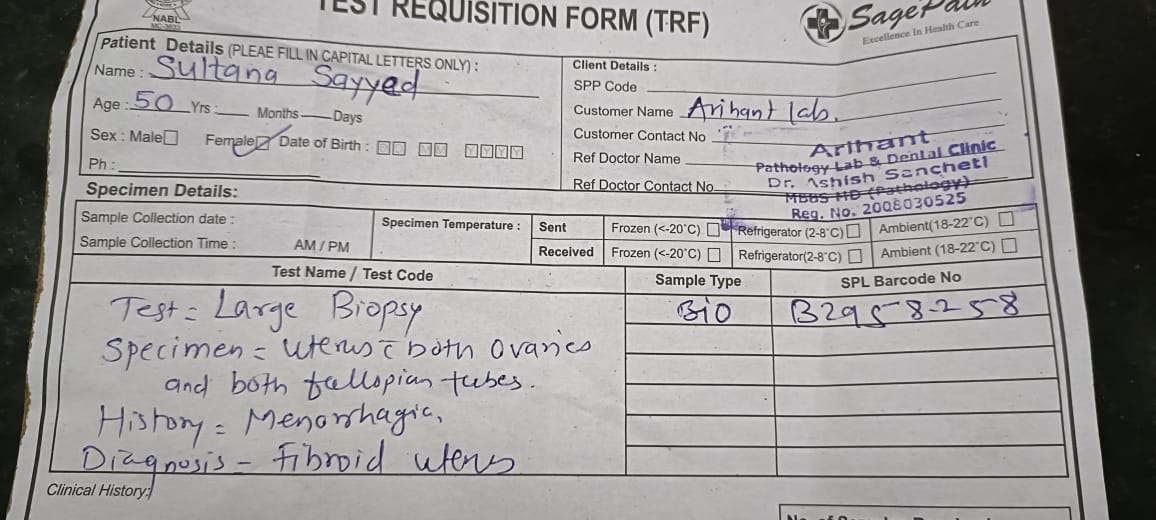 NABL
TEST REQUISITION FORM (TRF)
Excellence In Health Care
Patient Details (PLEAE FILL IN CAPITAL LETTERS ONLY) :
Name : Sultana Sayyed
Age : 50 Yrs : Months Days
Sex : Male Female Date of Birth : D D M M Y Y Y Y
Ph :
Client Details :
SPP Code
Customer Name Arihant lab.
Customer Contact No
Ref Doctor Name
Ref Doctor Contact No
Arihant
Pathology Lab & Dental Clinic
Dr. Ashish Sancheti
MBBS MD (Pathology)
Reg. No. 2008030525
Specimen Details:
Sample Collection date :
Sample Collection Time : AM / PM
Specimen Temperature : Sent Frozen (<-20°C) Refrigerator (2-8°C) Ambient(18-22°C)
Received Frozen (<-20°C) Refrigerator(2-8°C) Ambient (18-22°C)
Test Name / Test Code Sample Type SPL Barcode No
Test = Large Biopsy Bio B2958258
Specimen = uterus c̄ both ovaries
and both fallopian tubes.
History = Menorrhagia,
Diagnosis - Fibroid uterus
Clinical History: